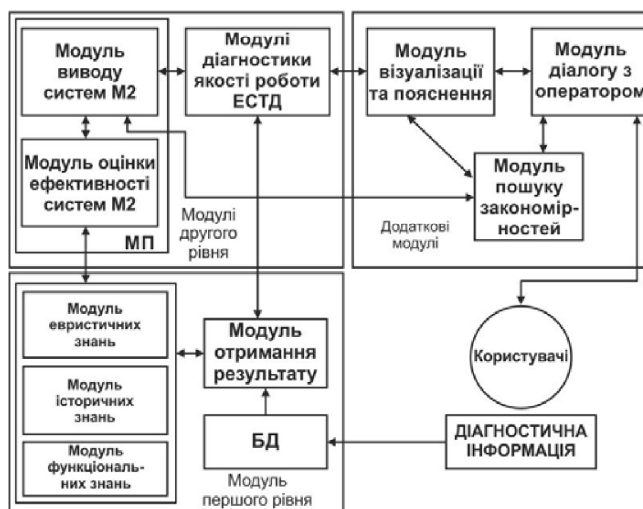 Модуль
виводу
систем М2
Модулі
діагностики
якості роботи
ЕСТД
Модуль
візуалізації
та пояснення
Модуль
діалогу з
оператором
Модуль оцінки
ефективності
систем М2
МП
Модулі
другого
рівня
Модуль
пошуку
закономір-
ностей
Додаткові
модулі
Модуль
евристичних
знань
Модуль
історичних
знань
Модуль
функціональ-
них знань
Модуль
отримання
результату
БД
Модуль
першого рівня
Користувачі
ДІАГНОСТИЧНА
ІНФОРМАЦІЯ